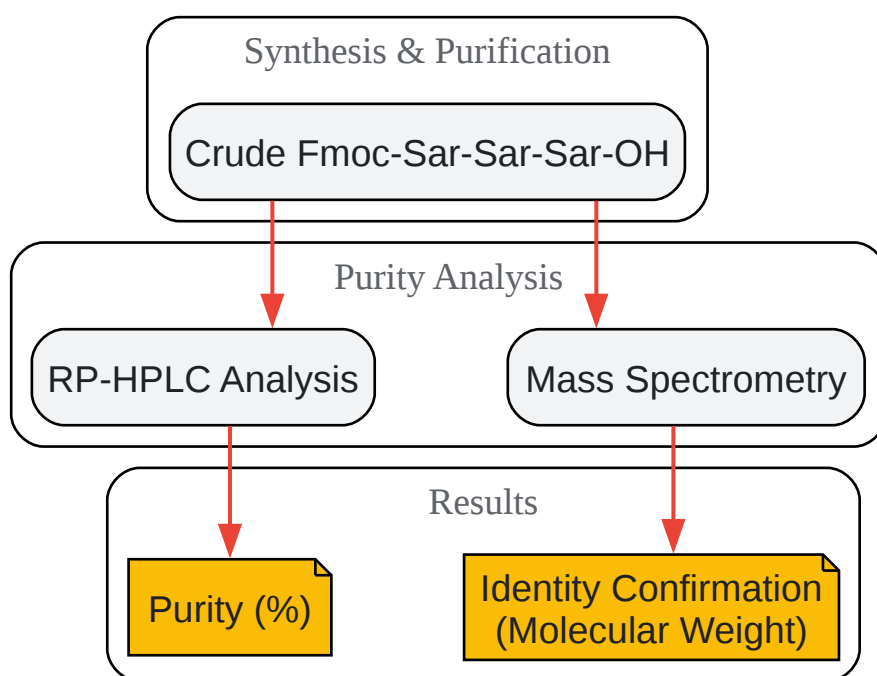 Synthesis & Purification
Crude Fmoc-Sar-Sar-Sar-OH
Purity Analysis
RP-HPLC Analysis
Mass Spectrometry
Results
Purity (%)
Identity Confirmation
(Molecular Weight)